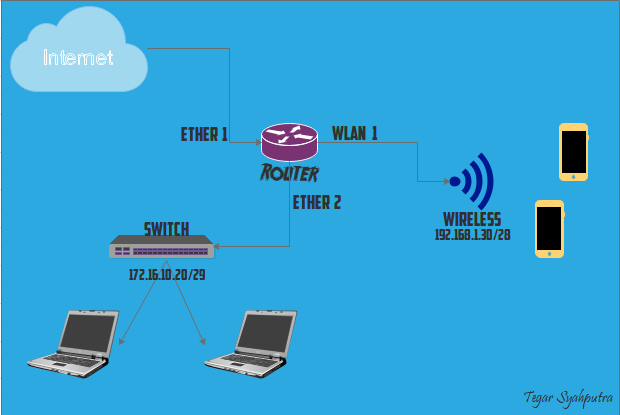 Internet
ETHER 1
WLAN 1
ROUTER
ETHER 2
WIRELESS
192.168.1.30/28
SWITCH
172.16.10.20/29
Tegar Syahputra